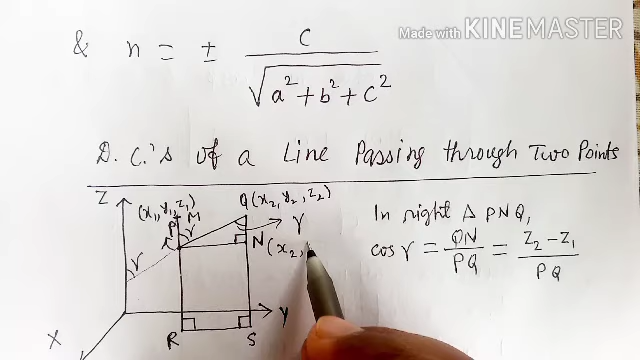 Made with KINEMASTER
& n = ± c / √(a² + b² + c²)
D. C.'s of a Line Passing through Two Points
Z (x₁, y₁, z₁) M Q (x₂, y₂, z₂)
P γ γ
γ N (x₂,
In right Δ PNQ,
cos γ = QN / PQ = z₂ - z₁ / PQ
X R S Y